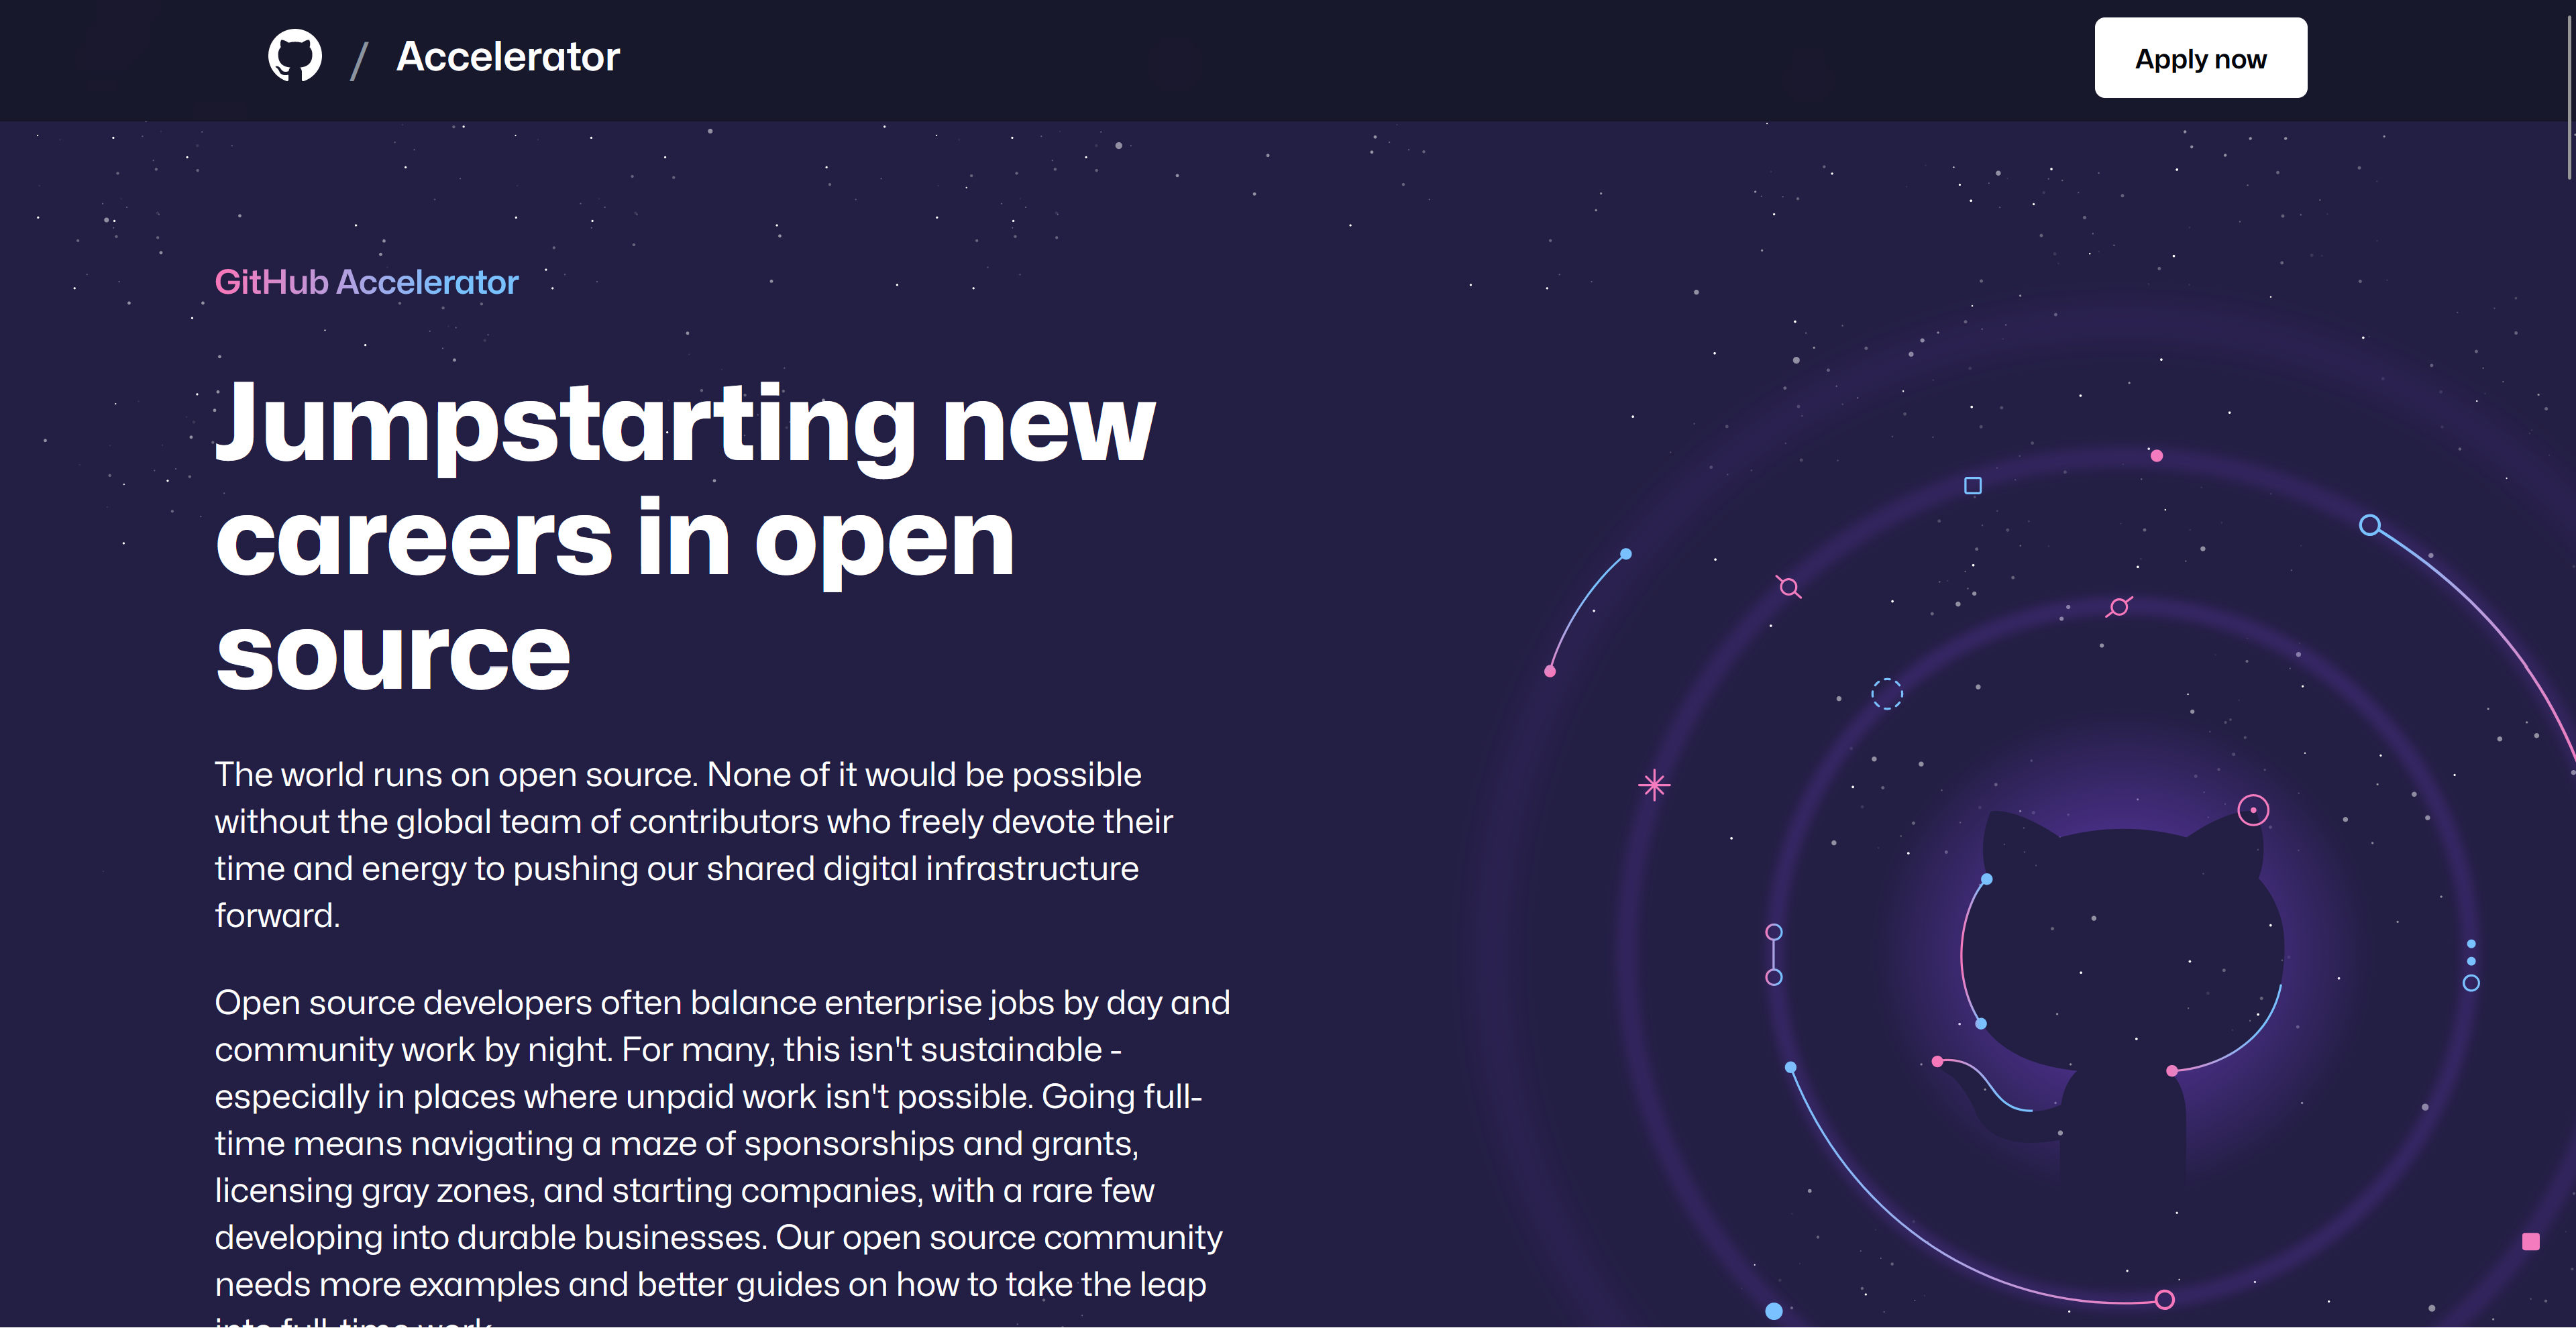 / Accelerator
Apply now
GitHub Accelerator
Jumpstarting new
careers in open
source
The world runs on open source. None of it would be possible
without the global team of contributors who freely devote their
time and energy to pushing our shared digital infrastructure
forward.
Open source developers often balance enterprise jobs by day and
community work by night. For many, this isn't sustainable -
especially in places where unpaid work isn't possible. Going full-
time means navigating a maze of sponsorships and grants,
licensing gray zones, and starting companies, with a rare few
developing into durable businesses. Our open source community
needs more examples and better guides on how to take the leap
into full-time work.